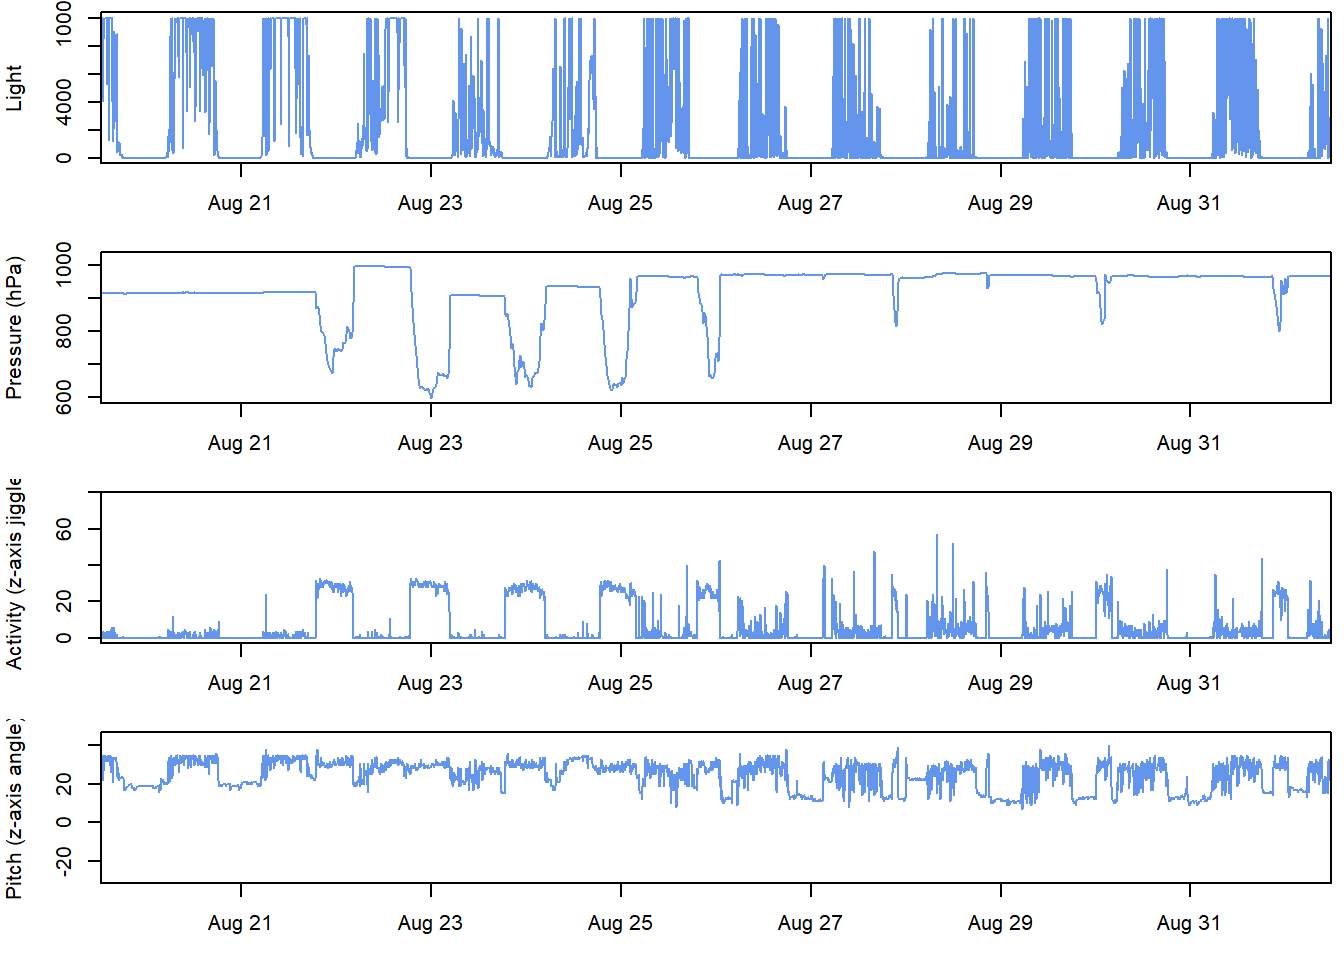 Light
1000
4000
0
Aug 21 Aug 23 Aug 25 Aug 27 Aug 29 Aug 31
Pressure (hPa)
1000
800
600
Aug 21 Aug 23 Aug 25 Aug 27 Aug 29 Aug 31
Activity (z-axis jiggle
60
20
0
Aug 21 Aug 23 Aug 25 Aug 27 Aug 29 Aug 31
Pitch (z-axis angle)
20
0
-20
Aug 21 Aug 23 Aug 25 Aug 27 Aug 29 Aug 31